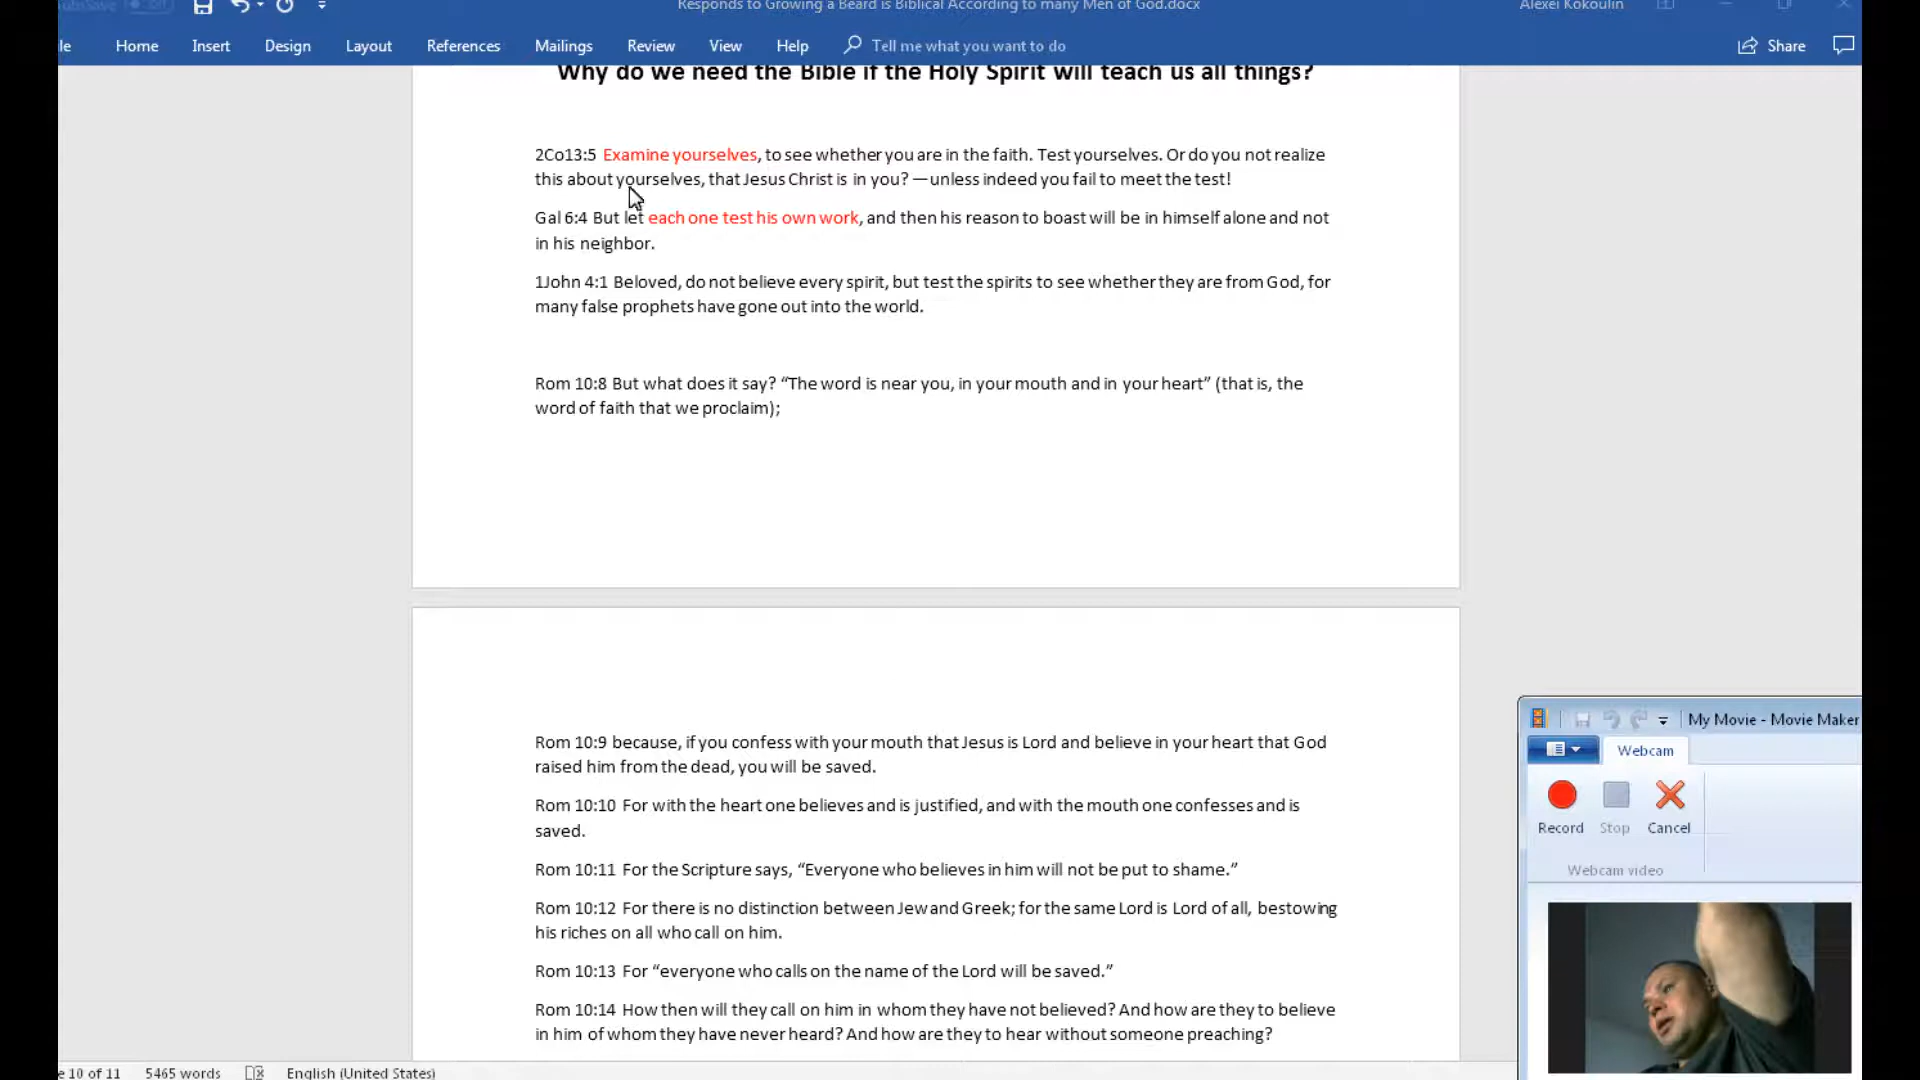 Responds to Growing a Beard is Biblical According to many Men of God.docx
Alexei Kokoulin
le Home Insert Design Layout References Mailings Review View Help Tell me what you want to do Share
Why do we need the Bible if the Holy Spirit will teach us all things?
2Co13:5 Examine yourselves, to see whether you are in the faith. Test yourselves. Or do you not realize
this about yourselves, that Jesus Christ is in you? —unless indeed you fail to meet the test!
Gal 6:4 But let each one test his own work, and then his reason to boast will be in himself alone and not
in his neighbor.
1John 4:1 Beloved, do not believe every spirit, but test the spirits to see whether they are from God, for
many false prophets have gone out into the world.
Rom 10:8 But what does it say? “The word is near you, in your mouth and in your heart” (that is, the
word of faith that we proclaim);
Rom 10:9 because, if you confess with your mouth that Jesus is Lord and believe in your heart that God
raised him from the dead, you will be saved.
Rom 10:10 For with the heart one believes and is justified, and with the mouth one confesses and is
saved.
Rom 10:11 For the Scripture says, “Everyone who believes in him will not be put to shame.”
Rom 10:12 For there is no distinction between Jew and Greek; for the same Lord is Lord of all, bestowing
his riches on all who call on him.
Rom 10:13 For “everyone who calls on the name of the Lord will be saved.”
Rom 10:14 How then will they call on him in whom they have not believed? And how are they to believe
in him of whom they have never heard? And how are they to hear without someone preaching?
My Movie - Movie Maker
Webcam
Record Stop Cancel
Webcam video
e 10 of 11 5465 words English (United States)